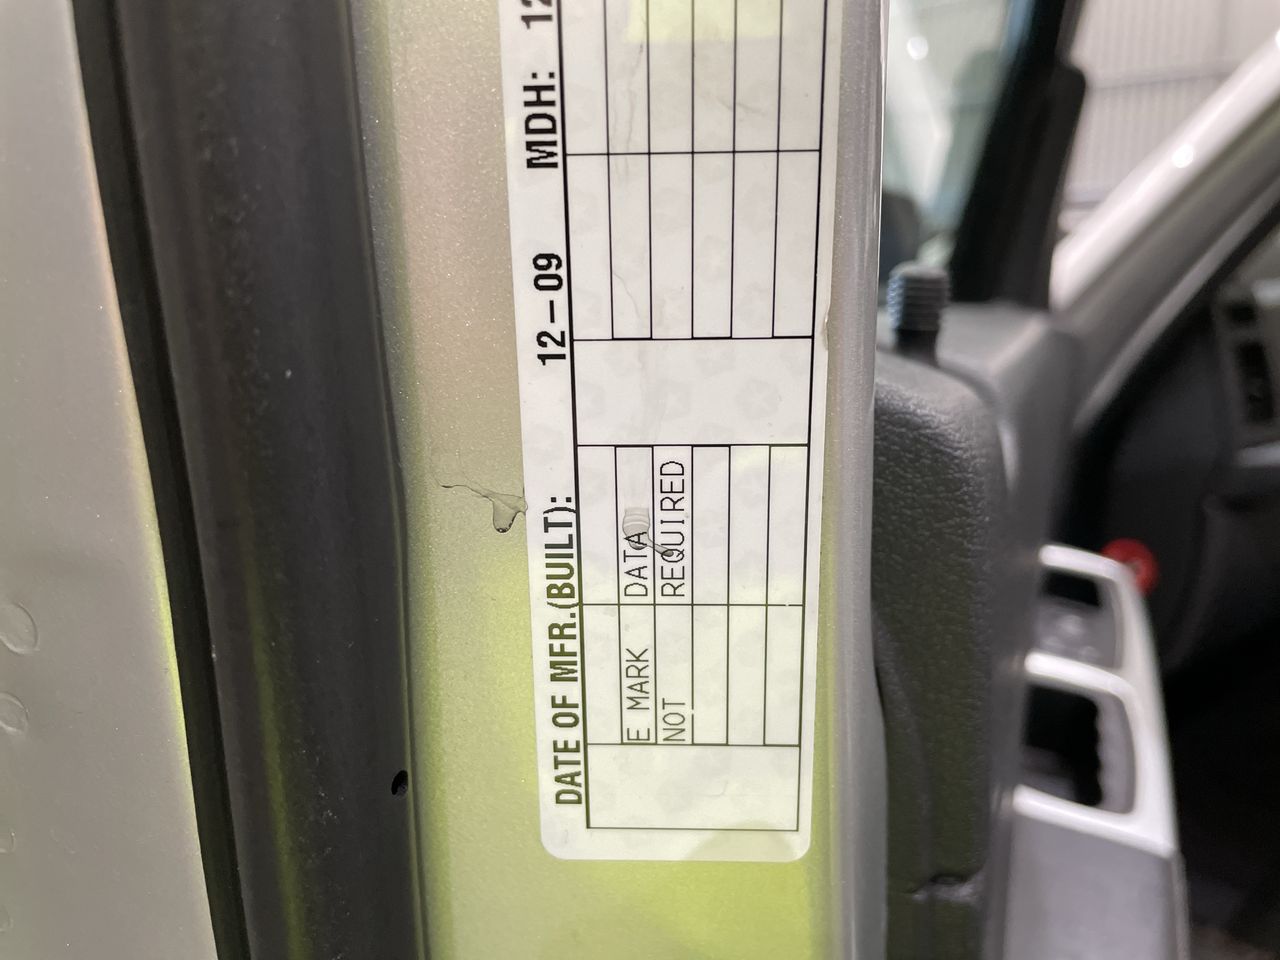 DATE OF MFR.(BUILT): 12-09 MDH: 12
E MARK DATA
NOT REQUIRED